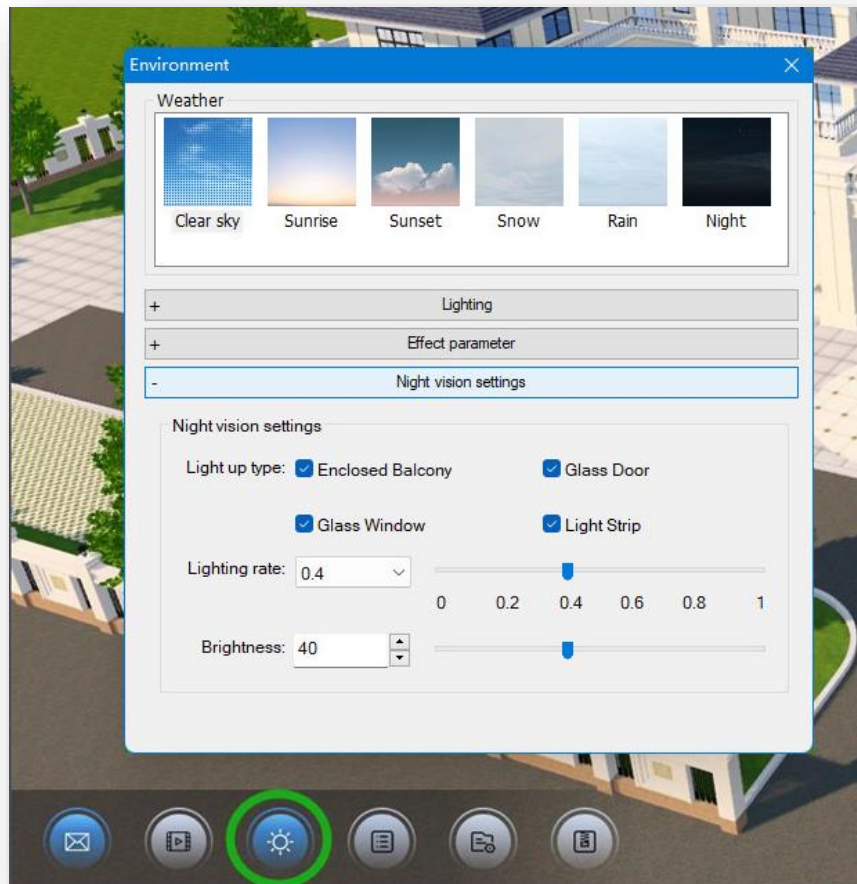 Environment
Weather
Clear sky Sunrise Sunset Snow Rain Night
+ Lighting
+ Effect parameter
- Night vision settings
Night vision settings
Light up type: Enclosed Balcony Glass Door
Glass Window Light Strip
Lighting rate: 0.4
0 0.2 0.4 0.6 0.8 1
Brightness: 40